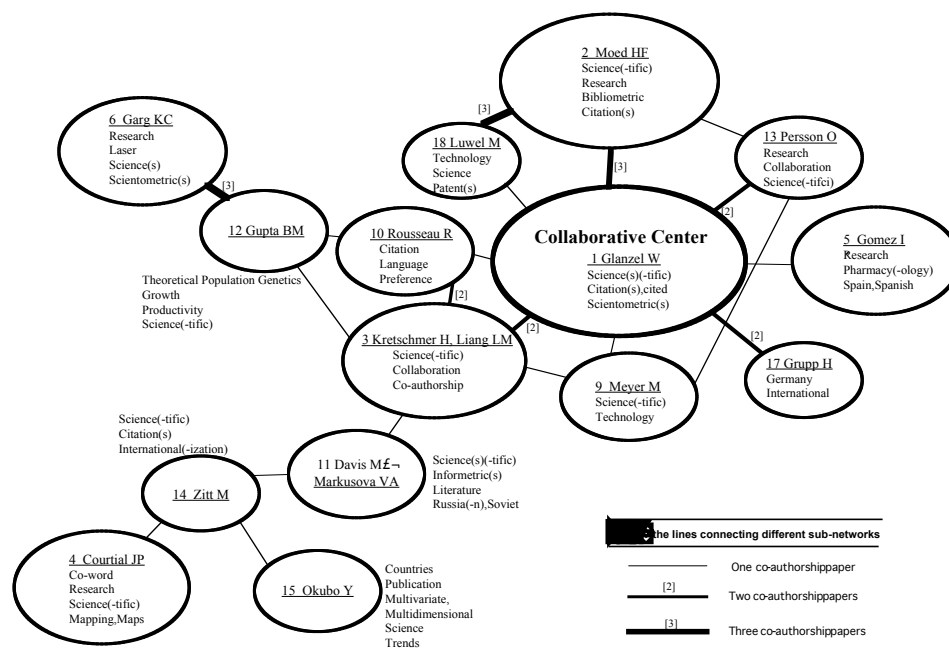 2 Moed HF
Science(-tific)
Research
Bibliometric
Citation(s)
[3]
6 Garg KC
Research
Laser
Science(s)
Scientometric(s)
[3]
18 Luwel M
Technology
Science
Patent(s)
[3]
13 Persson O
Research
Collaboration
Science(-tifci)
[2]
12 Gupta BM
Theoretical Population Genetics
Growth
Productivity
Science(-tific)
10 Rousseau R
Citation
Language
Preference
[2]
Collaborative Center
1 Glanzel W
Science(s)(-tific)
Citation(s),cited
Scientometric(s)
5 Gomez I
Research
Pharmacy(-ology)
Spain,Spanish
[2]
3 Kretschmer H, Liang LM
Science(-tific)
Collaboration
Co-authorship
[2]
17 Grupp H
Germany
International
9 Meyer M
Science(-tific)
Technology
Science(-tific)
Citation(s)
International(-ization)
14 Zitt M
11 Davis M£¬
Markusova VA
Science(s)(-tific)
Informetric(s)
Literature
Russia(-n),Soviet
4 Courtial JP
Co-word
Research
Science(-tific)
Mapping,Maps
15 Okubo Y
Countries
Publication
Multivariate,
Multidimensional
Science
Trends
the lines connecting different sub-networks
One co-authorshippaper
[2]
Two co-authorshippapers
[3]
Three co-authorshippapers